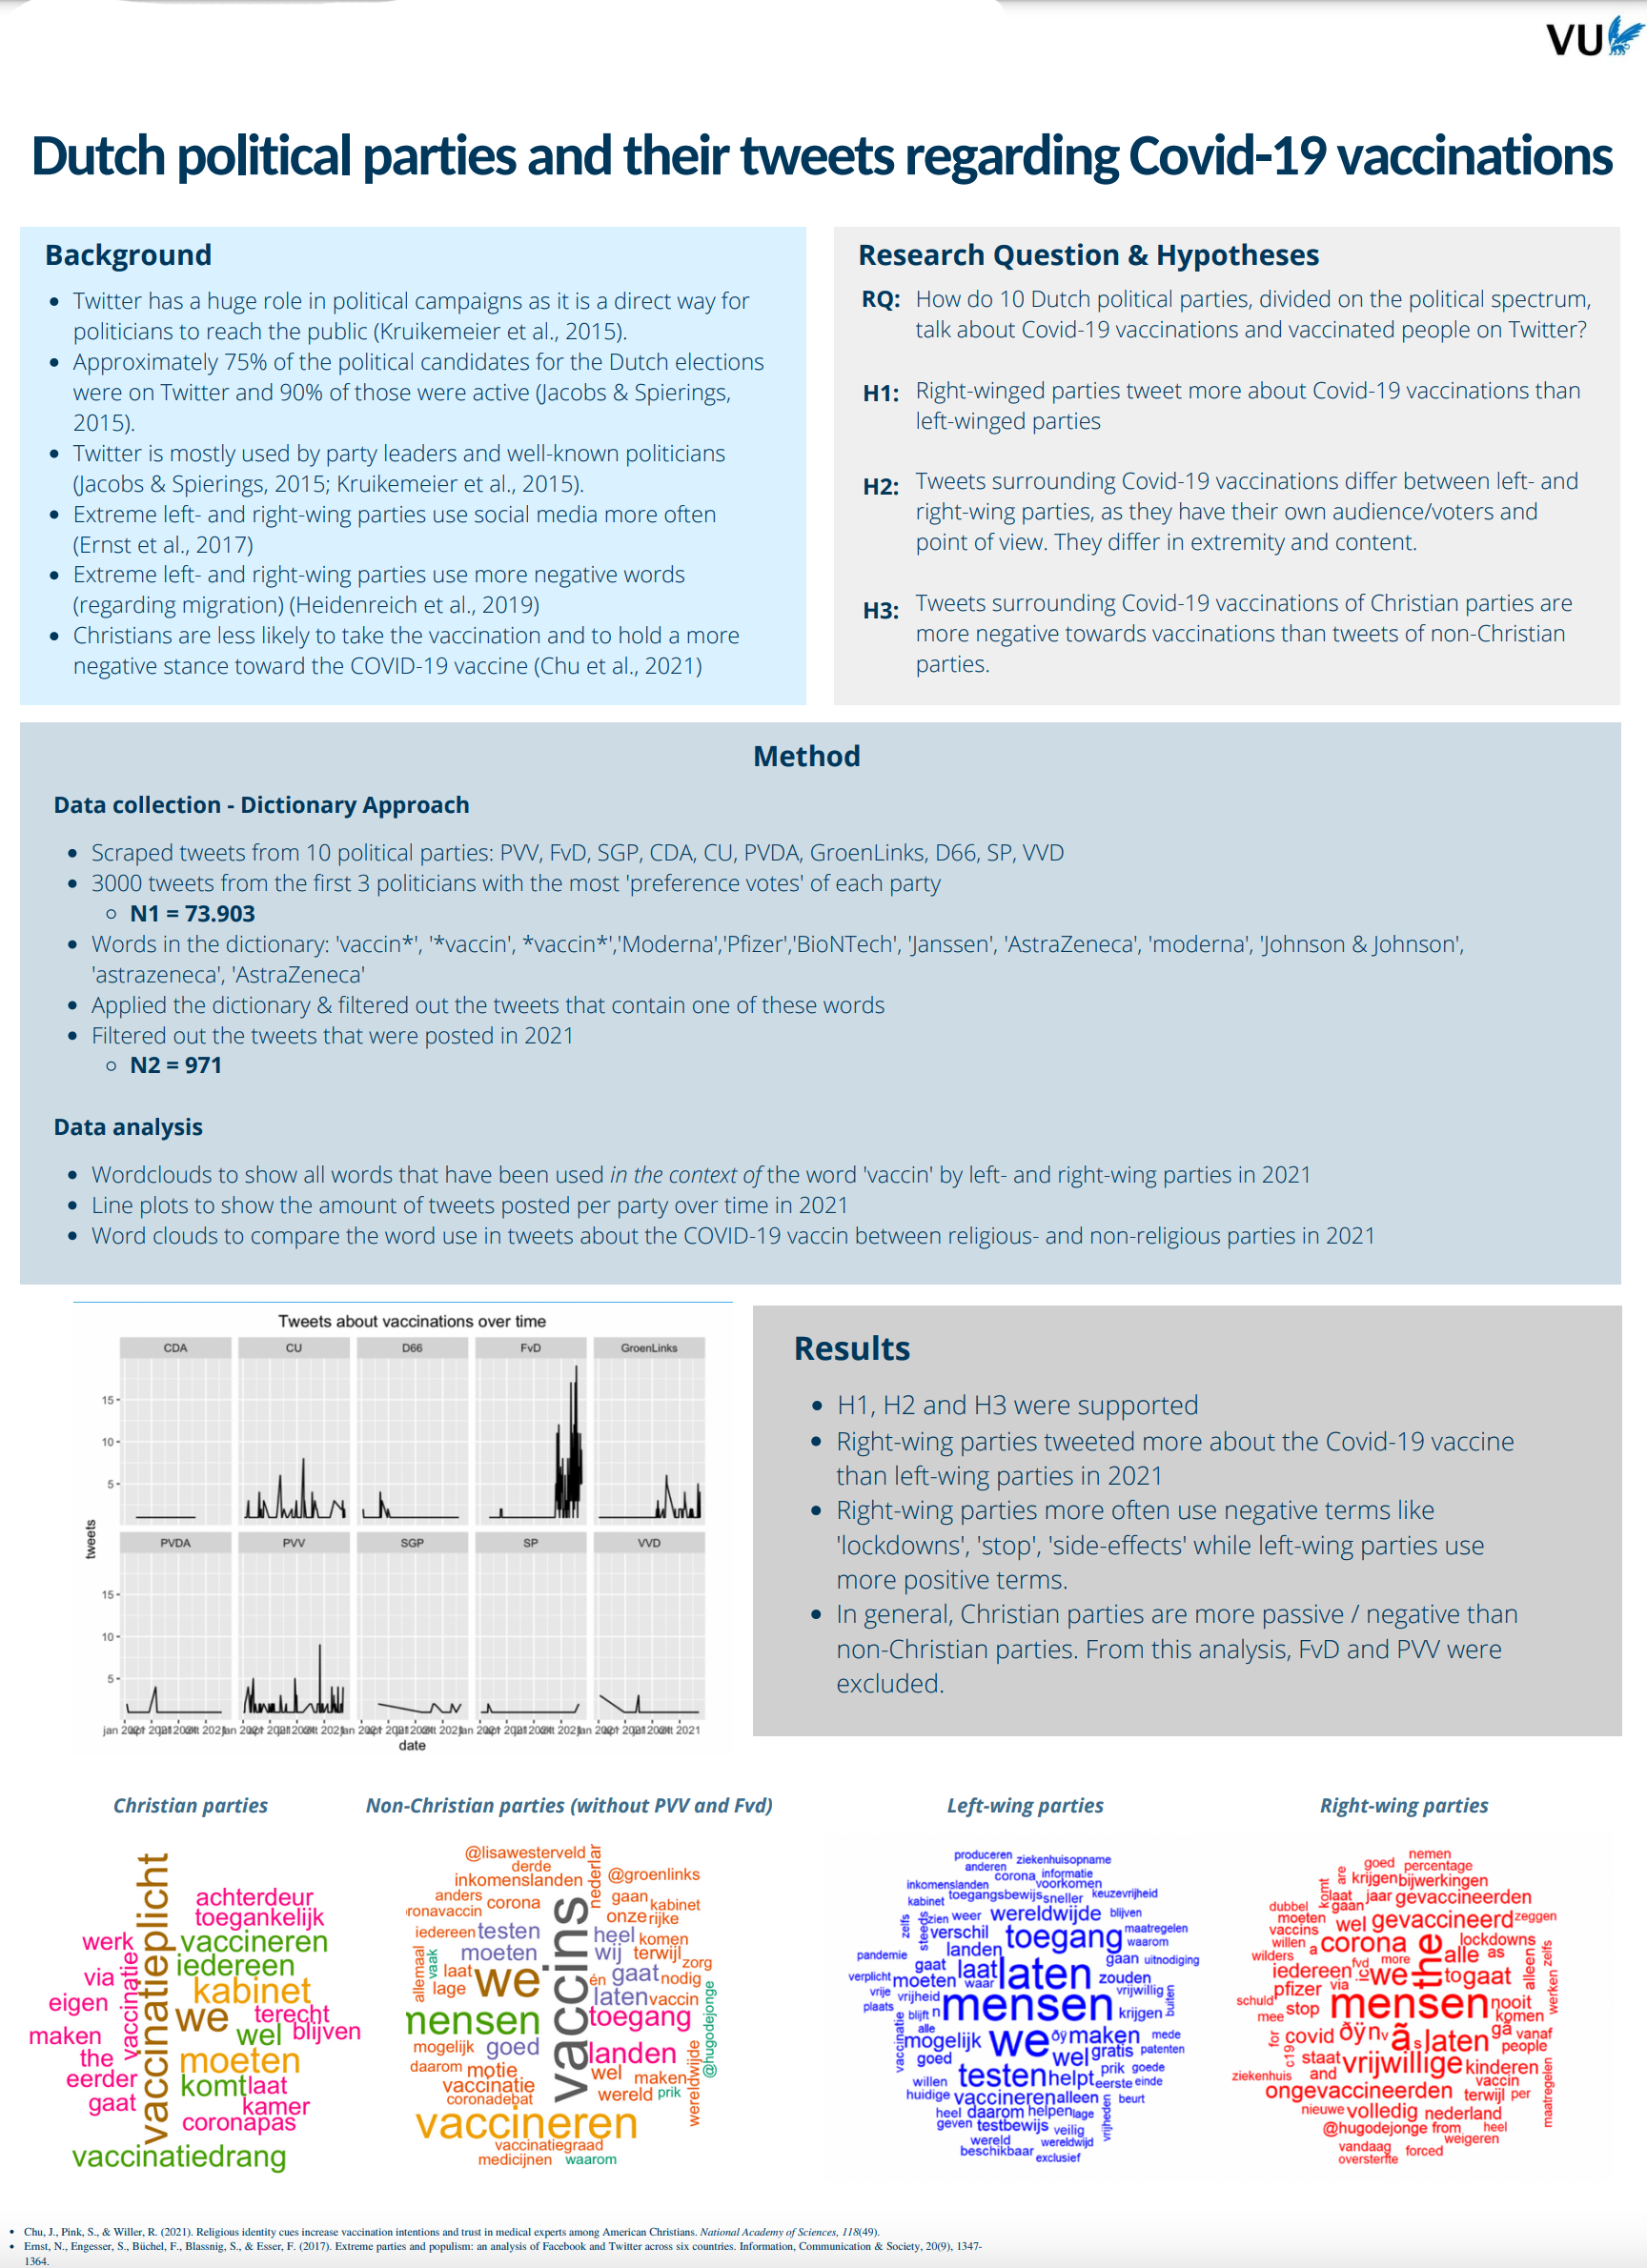 VU
Dutch political parties and their tweets regarding Covid-19 vaccinations
Background
• Twitter has a huge role in political campaigns as it is a direct way for
politicians to reach the public (Kruikemeier et al., 2015).
• Approximately 75% of the political candidates for the Dutch elections
were on Twitter and 90% of those were active (Jacobs & Spierings,
2015).
• Twitter is mostly used by party leaders and well-known politicians
(Jacobs & Spierings, 2015; Kruikemeier et al., 2015).
• Extreme left- and right-wing parties use social media more often
(Ernst et al., 2017)
• Extreme left- and right-wing parties use more negative words
(regarding migration) (Heidenreich et al., 2019)
• Christians are less likely to take the vaccination and to hold a more
negative stance toward the COVID-19 vaccine (Chu et al., 2021)
Research Question & Hypotheses
RQ: How do 10 Dutch political parties, divided on the political spectrum,
talk about Covid-19 vaccinations and vaccinated people on Twitter?
H1: Right-winged parties tweet more about Covid-19 vaccinations than
left-winged parties
H2: Tweets surrounding Covid-19 vaccinations differ between left- and
right-wing parties, as they have their own audience/voters and
point of view. They differ in extremity and content.
H3: Tweets surrounding Covid-19 vaccinations of Christian parties are
more negative towards vaccinations than tweets of non-Christian
parties.
Method
Data collection - Dictionary Approach
• Scraped tweets from 10 political parties: PVV, FvD, SGP, CDA, CU, PVDA, GroenLinks, D66, SP, VVD
• 3000 tweets from the first 3 politicians with the most 'preference votes' of each party
○ N1 = 73.903
• Words in the dictionary: 'vaccin*', '*vaccin', *vaccin*','Moderna','Pfizer','BioNTech', 'Janssen', 'AstraZeneca', 'moderna', 'Johnson & Johnson',
'astrazeneca', 'AstraZeneca'
• Applied the dictionary & filtered out the tweets that contain one of these words
• Filtered out the tweets that were posted in 2021
○ N2 = 971
Data analysis
• Wordclouds to show all words that have been used in the context of the word 'vaccin' by left- and right-wing parties in 2021
• Line plots to show the amount of tweets posted per party over time in 2021
• Word clouds to compare the word use in tweets about the COVID-19 vaccin between religious- and non-religious parties in 2021
Tweets about vaccinations over time
CDA CU D66 FvD GroenLinks
15
10
5
tweets
PVDA PVV SGP SP VVD
15
10
5
date
Results
• H1, H2 and H3 were supported
• Right-wing parties tweeted more about the Covid-19 vaccine
than left-wing parties in 2021
• Right-wing parties more often use negative terms like
'lockdowns', 'stop', 'side-effects' while left-wing parties use
more positive terms.
• In general, Christian parties are more passive / negative than
non-Christian parties. From this analysis, FvD and PVV were
excluded.
Christian parties
vaccinatieplicht
achterdeur
toegankelijk
werk
vaccineren
iedereen
via
vaccinatie
kabinet
eigen
we
terecht
maken
wel blijven
the
moeten
eerder
komt laat
gaat
kamer
coronapas
vaccinatiedrang
Non-Christian parties (without PVV and Fvd)
@lisawesterveld
derde
inkomenslanden
@groenlinks
anders corona
gaan kabinet
ronavaccin
onze rijke
iedereen testen
heel komen
moeten
wij terwijl
allemaal vaak laat we
vaccins
zorg
én gaat nodig
lage
laten vaccin
mensen
toegang
mogelijk goed
landen
@hugodejonge
daarom motie
wel maken
vaccinatie
wereld prik
wereldwijde
coronadebat
vaccineren
vaccinatiegraad
medicijnen waarom
Left-wing parties
produceren ziekenhuisopname
anderen corona informatie
inkomenslanden voorkomen
kabinet toegangsbewijs sneller keuzevrijheid
zelfs steeds zien weer wereldwijde blijven
verschil toegang maatregelen
waarom
pandemie landen gaan uitnodiging
gaat laat laten zouden
verplicht moeten waar vrijwillig
vrije vrijheid mensen krijgen buiten
plaats blijft n
alle
vaccinatie mogelijk we ðÿ maken mede
goed wel gratis patenten
prik goede
willen testen helpt eerste einde
huidige vaccineren alleen beurt
heel daarom helpen lage
geven testbewijs veilig vrijheden
wereld wereldwijd
beschikbaar exclusief
Right-wing parties
nemen
goed percentage
are krijgen bijwerkingen
komt laat jaar gevaccineerden
dubbel gaan
moeten wel gevaccineerd zeggen
vaccins
willen a corona the lockdowns
wilders alle as
iedereen fvd more alleen zelfs
pfizer via ic we to gaat
schuld stop mensen nooit werken
mee komen
for covid ðÿn v ã s laten gã vanaf
people
c19 staat vrijwillige kinderen
ziekenhuis and vaccin
ongevaccineerden terwijl per maatregelen
nieuwe volledig nederland
@hugodejonge from heel
weigeren
vandaag forced
oversterfte
• Chu, J., Pink, S., & Willer, R. (2021). Religious identity cues increase vaccination intentions and trust in medical experts among American Christians. National Academy of Sciences, 118(49).
• Ernst, N., Engesser, S., Büchel, F., Blassnig, S., & Esser, F. (2017). Extreme parties and populism: an analysis of Facebook and Twitter across six countries. Information, Communication & Society, 20(9), 1347-
1364.